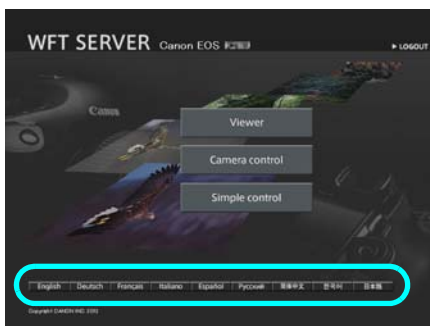 WFT SERVER Canon EOS
LOGOUT
Canon
Viewer
Camera control
Simple control
English Deutsch Français Italiano Español Русский 简体中文 한국어 日本語
Copyright CANON INC.